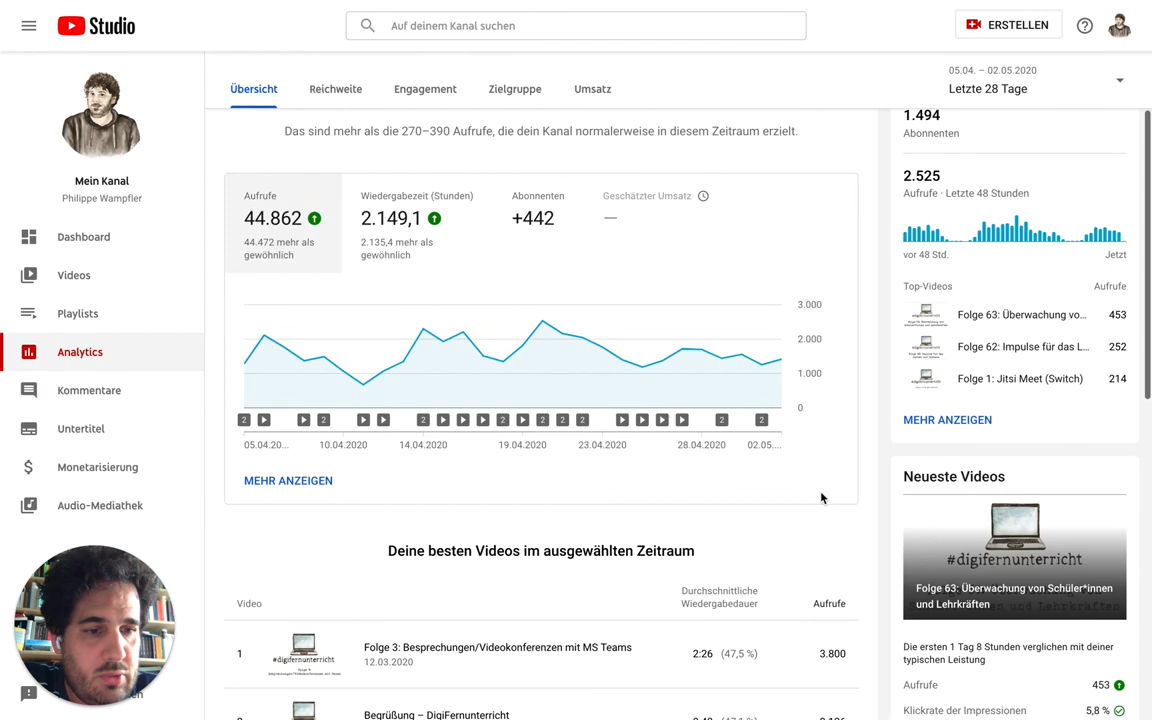 Studio
Auf deinem Kanal suchen
ERSTELLEN
Mein Kanal
Philippe Wampfler
Dashboard
Videos
Playlists
Analytics
Kommentare
Untertitel
Monetarisierung
Audio-Mediathek
Übersicht
Reichweite
Engagement
Zielgruppe
Umsatz
05.04. – 02.05.2020
Letzte 28 Tage
Das sind mehr als die 270–390 Aufrufe, die dein Kanal normalerweise in diesem Zeitraum erzielt.
Aufrufe
44.862
44.472 mehr als
gewöhnlich
Wiedergabezeit (Stunden)
2.149,1
2.135,4 mehr als
gewöhnlich
Abonnenten
+442
Geschätzter Umsatz
—
3.000
2.000
1.000
0
2 2 2 2 2 2 2 2 2
05.04.20... 10.04.2020 14.04.2020 19.04.2020 23.04.2020 28.04.2020 02.05....
MEHR ANZEIGEN
Deine besten Videos im ausgewählten Zeitraum
Video
Durchschnittliche
Wiedergabedauer
Aufrufe
1
#digifernunterricht
Folge 3: Besprechungen/Videokonferenzen mit MS Teams
12.03.2020
2:26 (47,5 %)
3.800
Begrüßung – DigiFernunterricht
1.494
Abonnenten
2.525
Aufrufe · Letzte 48 Stunden
vor 48 Std.
Jetzt
Top-Videos
Aufrufe
Folge 63: Überwachung vo... 453
Folge 62: Impulse für das L... 252
Folge 1: Jitsi Meet (Switch) 214
MEHR ANZEIGEN
Neueste Videos
#digifernunterricht
Folge 63: Überwachung von Schüler*innen
und Lehrkräften
Die ersten 1 Tag 8 Stunden verglichen mit deiner
typischen Leistung
Aufrufe 453
Klickrate der Impressionen 5,8 %